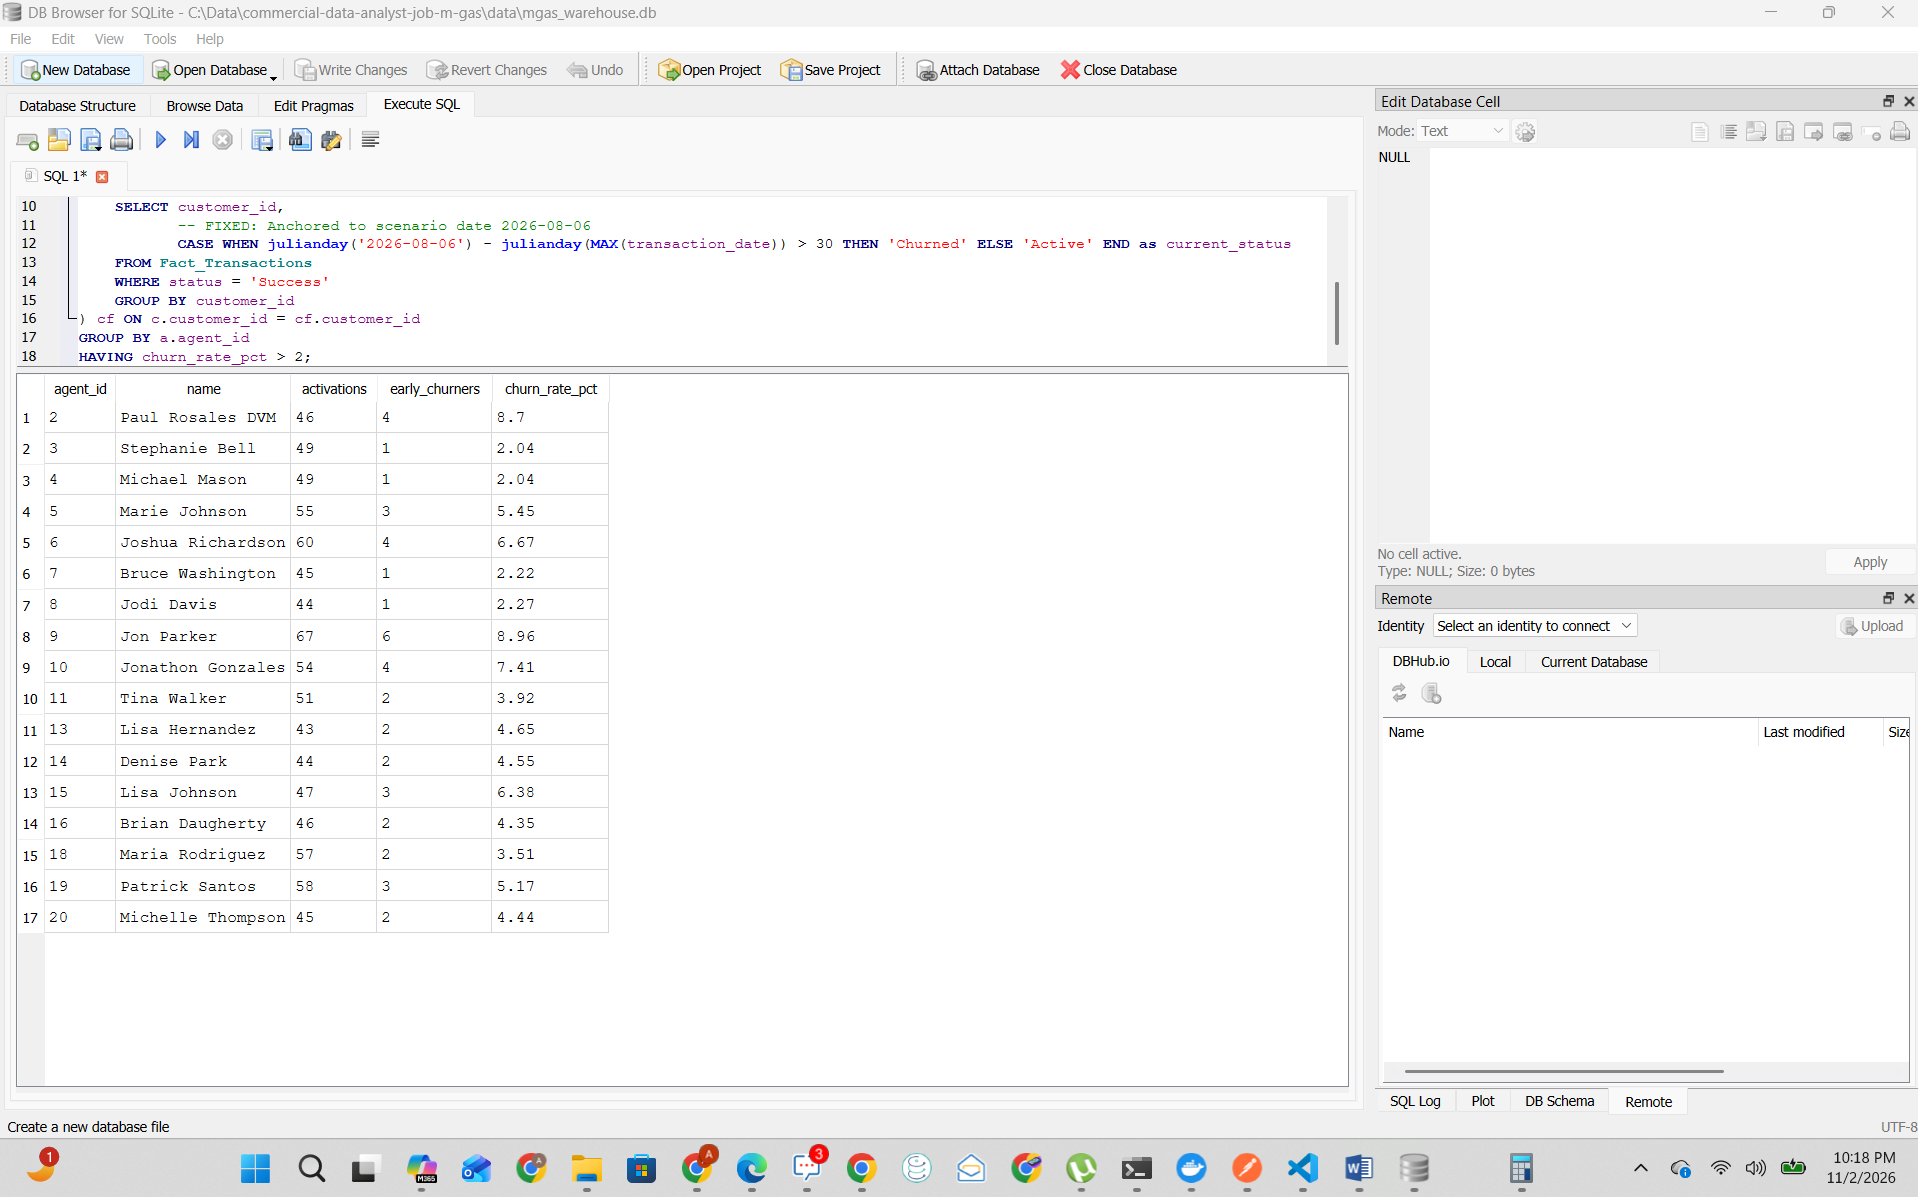 DB Browser for SQLite - C:\Data\commercial-data-analyst-job-m-gas\data\mgas_warehouse.db
File Edit View Tools Help
New Database Open Database Write Changes Revert Changes Undo Open Project Save Project Attach Database Close Database
Database Structure Browse Data Edit Pragmas Execute SQL
SQL 1*
10 SELECT customer_id,
11 -- FIXED: Anchored to scenario date 2026-08-06
12 CASE WHEN julianday('2026-08-06') - julianday(MAX(transaction_date)) > 30 THEN 'Churned' ELSE 'Active' END as current_status
13 FROM Fact_Transactions
14 WHERE status = 'Success'
15 GROUP BY customer_id
16 ) cf ON c.customer_id = cf.customer_id
17 GROUP BY a.agent_id
18 HAVING churn_rate_pct > 2;
agent_id name activations early_churners churn_rate_pct
1 2 Paul Rosales DVM 46 4 8.7
2 3 Stephanie Bell 49 1 2.04
3 4 Michael Mason 49 1 2.04
4 5 Marie Johnson 55 3 5.45
5 6 Joshua Richardson 60 4 6.67
6 7 Bruce Washington 45 1 2.22
7 8 Jodi Davis 44 1 2.27
8 9 Jon Parker 67 6 8.96
9 10 Jonathon Gonzales 54 4 7.41
10 11 Tina Walker 51 2 3.92
11 13 Lisa Hernandez 43 2 4.65
12 14 Denise Park 44 2 4.55
13 15 Lisa Johnson 47 3 6.38
14 16 Brian Daugherty 46 2 4.35
15 18 Maria Rodriguez 57 2 3.51
16 19 Patrick Santos 58 3 5.17
17 20 Michelle Thompson 45 2 4.44
Edit Database Cell
Mode: Text
NULL
No cell active.
Type: NULL; Size: 0 bytes
Apply
Remote
Identity Select an identity to connect Upload
DBHub.io Local Current Database
Name Last modified Size
SQL Log Plot DB Schema Remote
Create a new database file
UTF-8
1
A
M365
A
3
10:18 PM
11/2/2026